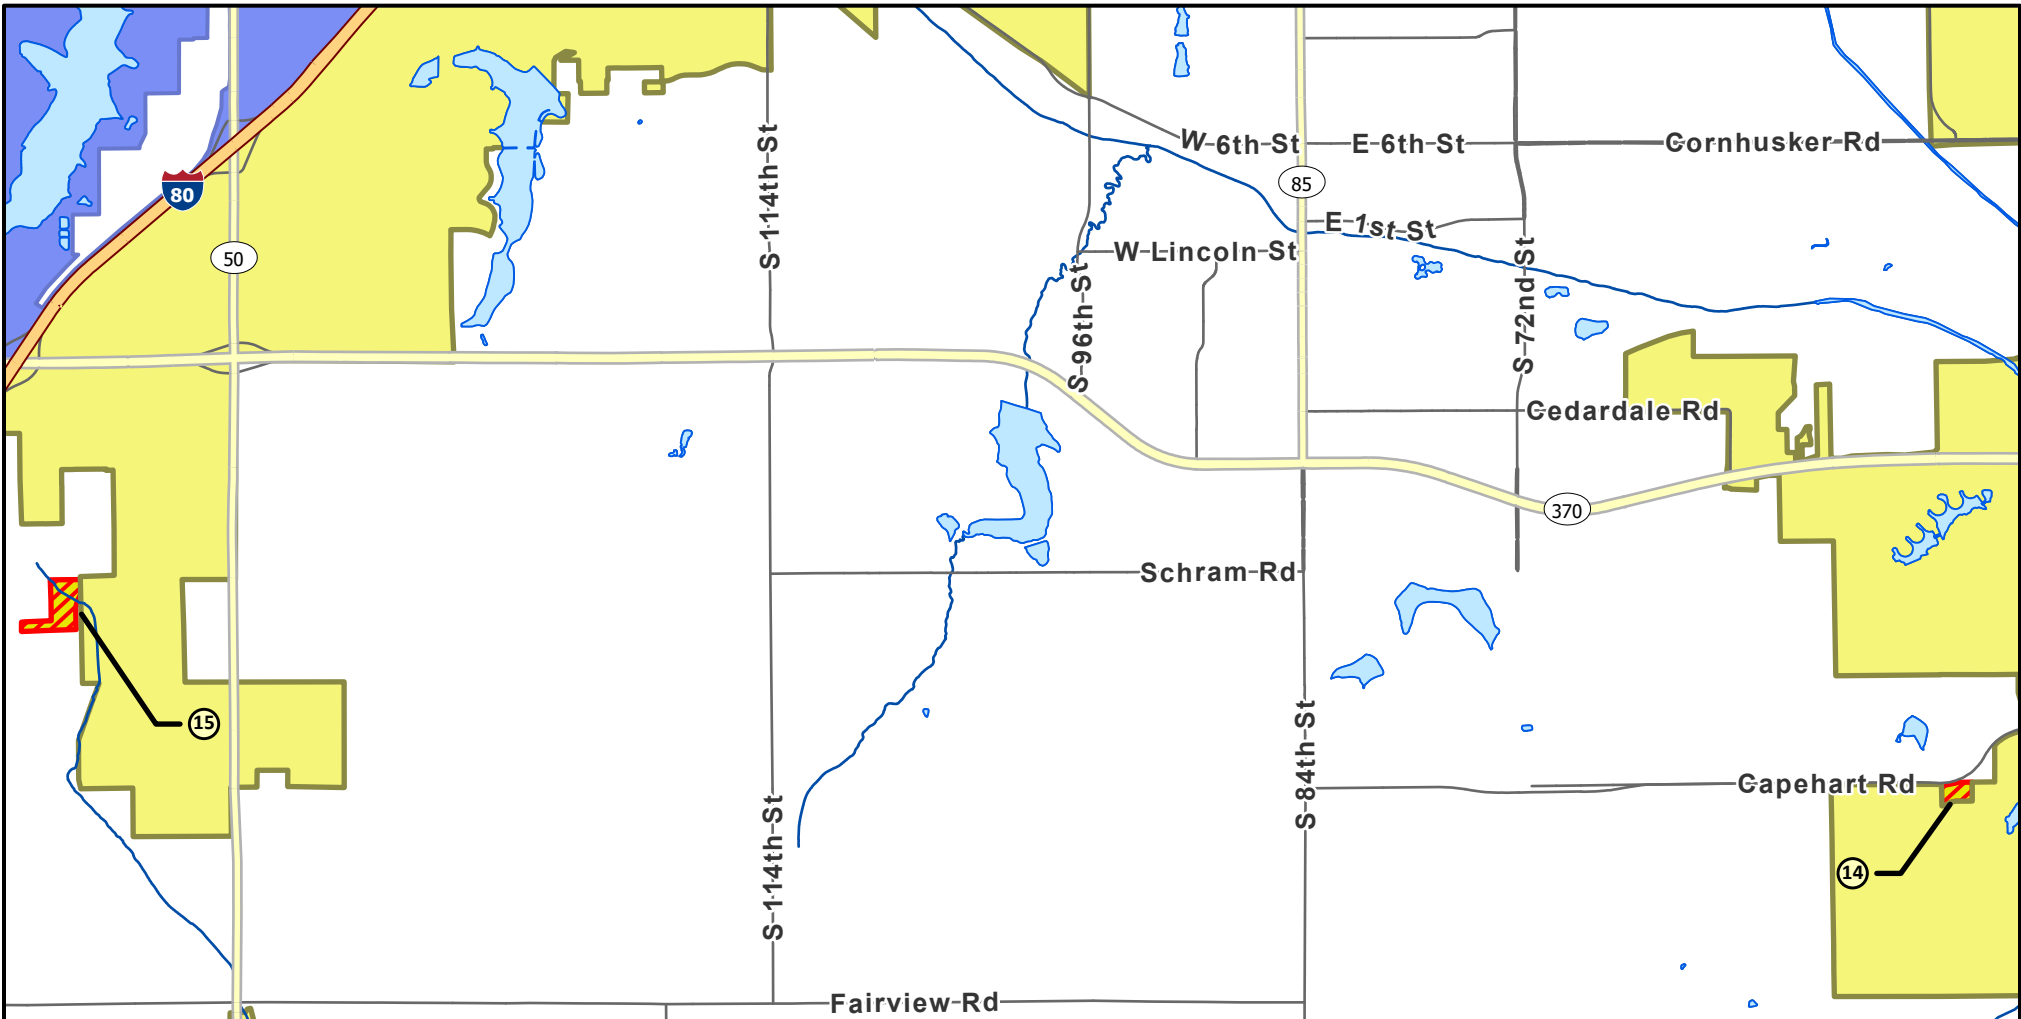 W 6th St
E 6th St
Cornhusker Rd
80
85
S 114th St
E 1st St
50
W Lincoln St
S 96th St
S 72nd St
Cedardale Rd
370
Schram Rd
15
S 84th St
Capehart Rd
S 114th St
14
Fairview Rd